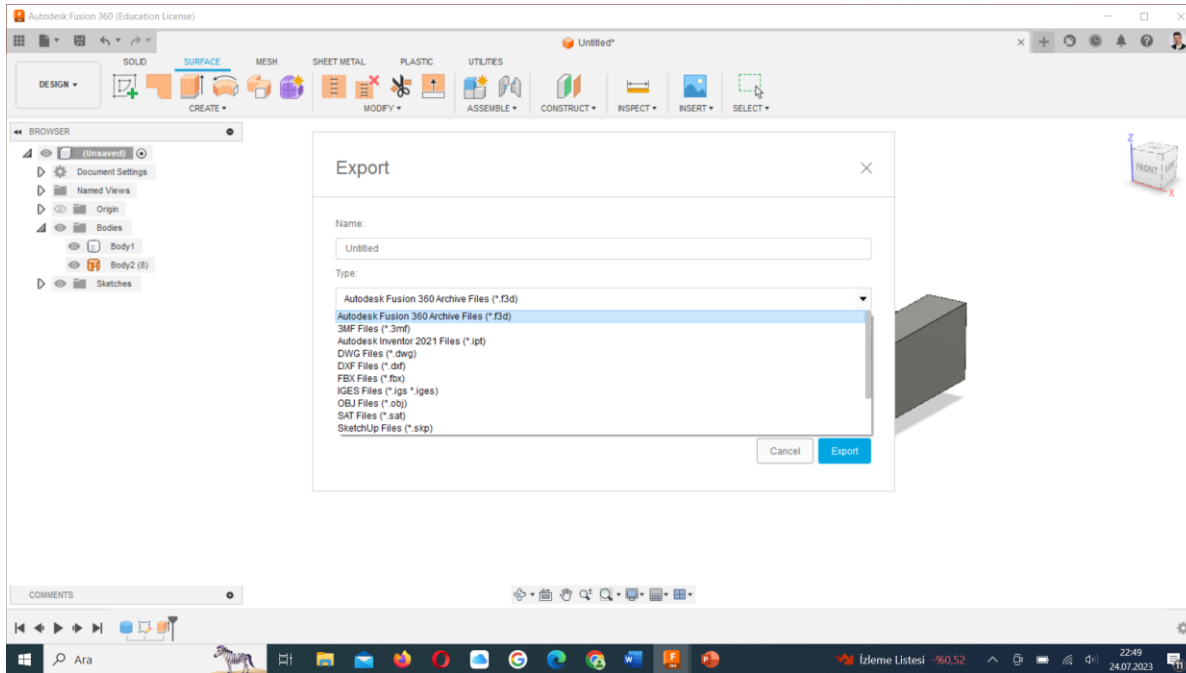 Autodesk Fusion 360 (Education License)
Untitled*
SOLID SURFACE MESH SHEET METAL PLASTIC UTILITIES
DESIGN
CREATE MODIFY ASSEMBLE CONSTRUCT INSPECT INSERT SELECT
BROWSER
(Unsaved)
Document Settings
Named Views
Origin
Bodies
Body1
Body2 (8)
Sketches
Export
Name:
Untitled
Type:
Autodesk Fusion 360 Archive Files (*.f3d)
Autodesk Fusion 360 Archive Files (*.f3d)
3MF Files (*.3mf)
Autodesk Inventor 2021 Files (*.ipt)
DWG Files (*.dwg)
DXF Files (*.dxf)
FBX Files (*.fbx)
IGES Files (*.igs *.iges)
OBJ Files (*.obj)
SAT Files (*.sat)
SketchUp Files (*.skp)
Cancel Export
Z
FRONT
X
COMMENTS
Ara
İzleme Listesi -%0,52
22:49
24.07.2023
11